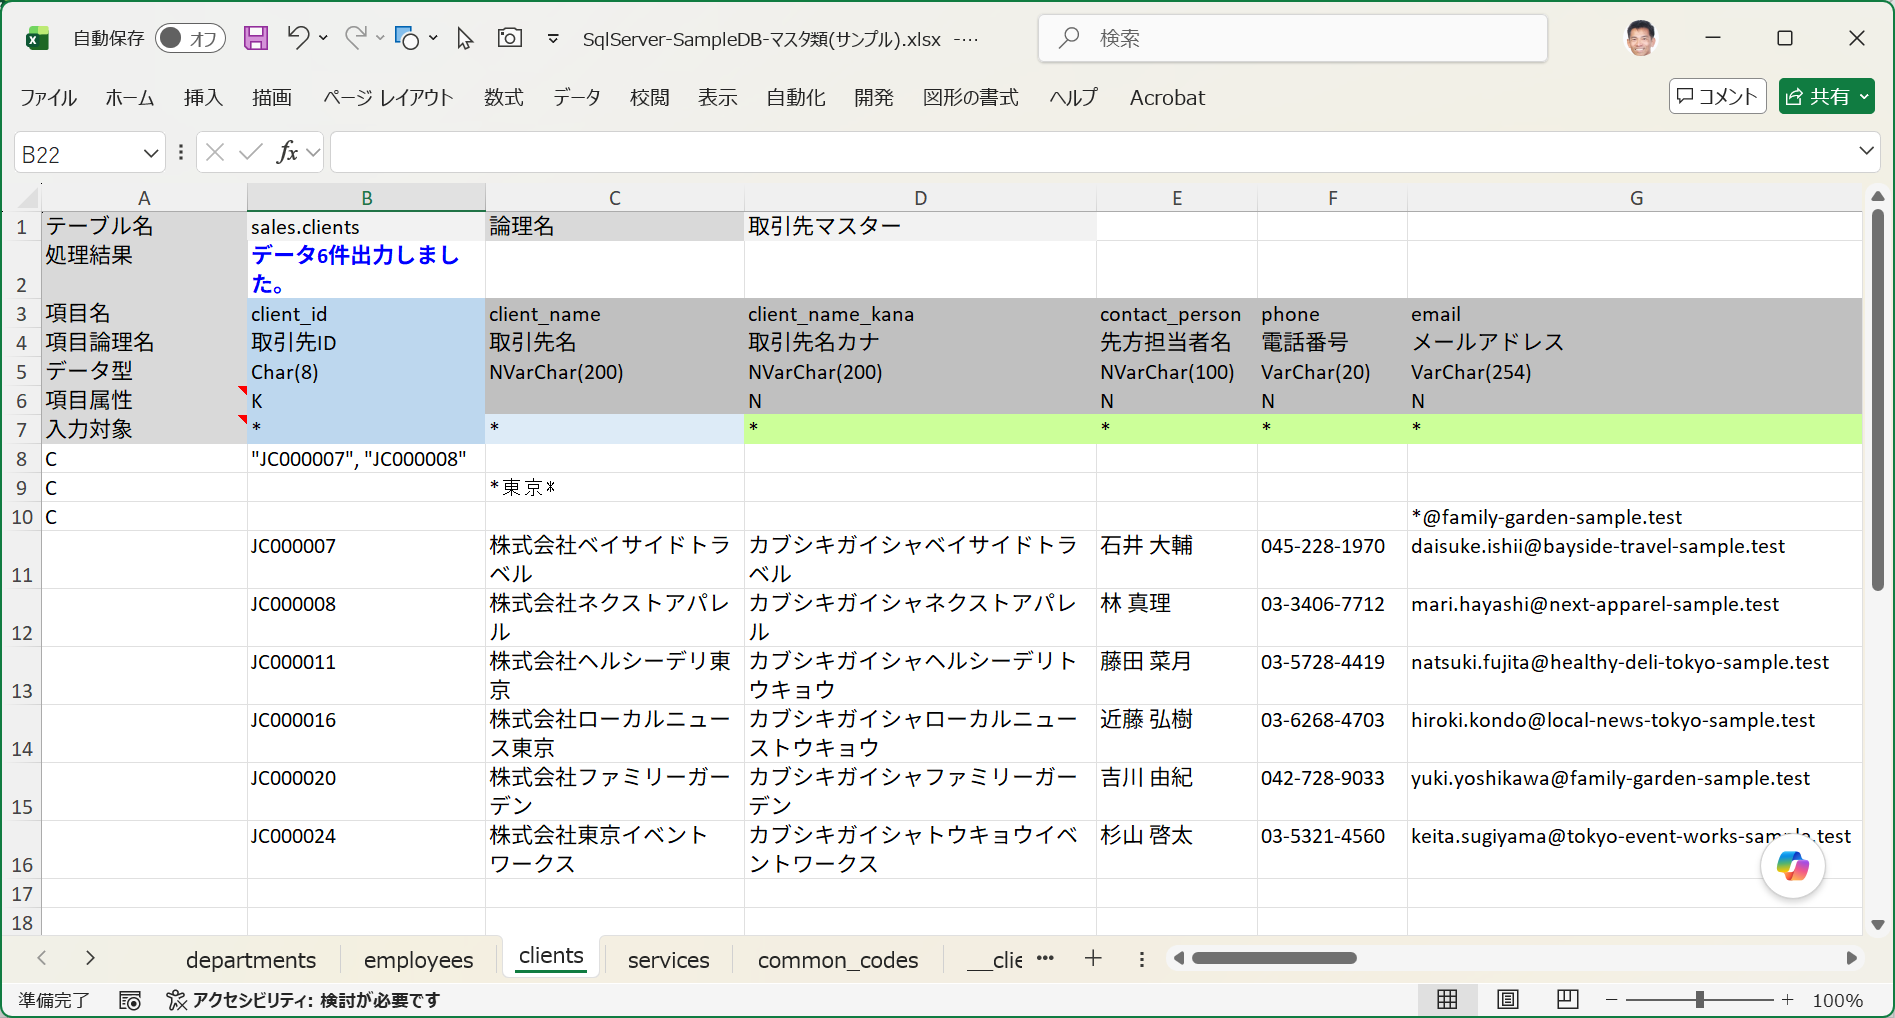 自動保存 オフ SqlServer-SampleDB-マスタ類(サンプル).xlsx -… 検索
ファイル ホーム 挿入 描画 ページ レイアウト 数式 データ 校閲 表示 自動化 開発 図形の書式 ヘルプ Acrobat コメント 共有
B22 fx
A B C D E F G
1 テーブル名 sales.clients 論理名 取引先マスター
2 処理結果 データ6件出力しまし
た。
3 項目名 client_id client_name client_name_kana contact_person phone email
4 項目論理名 取引先ID 取引先名 取引先名カナ 先方担当者名 電話番号 メールアドレス
5 データ型 Char(8) NVarChar(200) NVarChar(200) NVarChar(100) VarChar(20) VarChar(254)
6 項目属性 K N N N N
7 入力対象 * * * * * *
8 C "JC000007", "JC000008"
9 C *東京*
10 C *@family-garden-sample.test
11 JC000007 株式会社ベイサイドトラ カブシキガイシャベイサイドトラ 石井 大輔 045-228-1970 daisuke.ishii@bayside-travel-sample.test
ベル ベル
12 JC000008 株式会社ネクストアパレ カブシキガイシャネクストアパレ 林 真理 03-3406-7712 mari.hayashi@next-apparel-sample.test
ル ル
13 JC000011 株式会社ヘルシーデリ東 カブシキガイシャヘルシーデリト 藤田 菜月 03-5728-4419 natsuki.fujita@healthy-deli-tokyo-sample.test
京 ウキョウ
14 JC000016 株式会社ローカルニュー カブシキガイシャローカルニュー 近藤 弘樹 03-6268-4703 hiroki.kondo@local-news-tokyo-sample.test
ス東京 ストウキョウ
15 JC000020 株式会社ファミリーガー カブシキガイシャファミリーガー 吉川 由紀 042-728-9033 yuki.yoshikawa@family-garden-sample.test
デン デン
16 JC000024 株式会社東京イベント カブシキガイシャトウキョウイベ 杉山 啓太 03-5321-4560 keita.sugiyama@tokyo-event-works-sample.test
ワークス ントワークス
17
18
departments employees clients services common_codes __clie …
準備完了 アクセシビリティ: 検討が必要です 100%